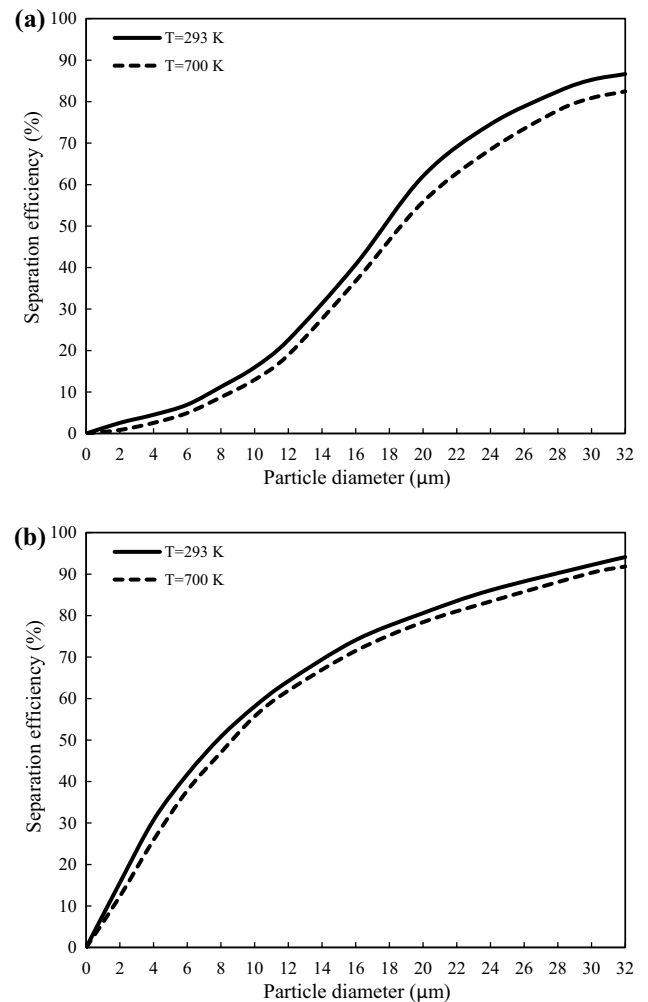 (a)
100
90
80
70
60
50
40
30
20
10
0
Separation efficiency (%)
T=293 K
T=700 K
0 2 4 6 8 10 12 14 16 18 20 22 24 26 28 30 32
Particle diameter (μm)
(b)
100
90
80
70
60
50
40
30
20
10
0
Separation efficiency (%)
T=293 K
T=700 K
0 2 4 6 8 10 12 14 16 18 20 22 24 26 28 30 32
Particle diameter (μm)